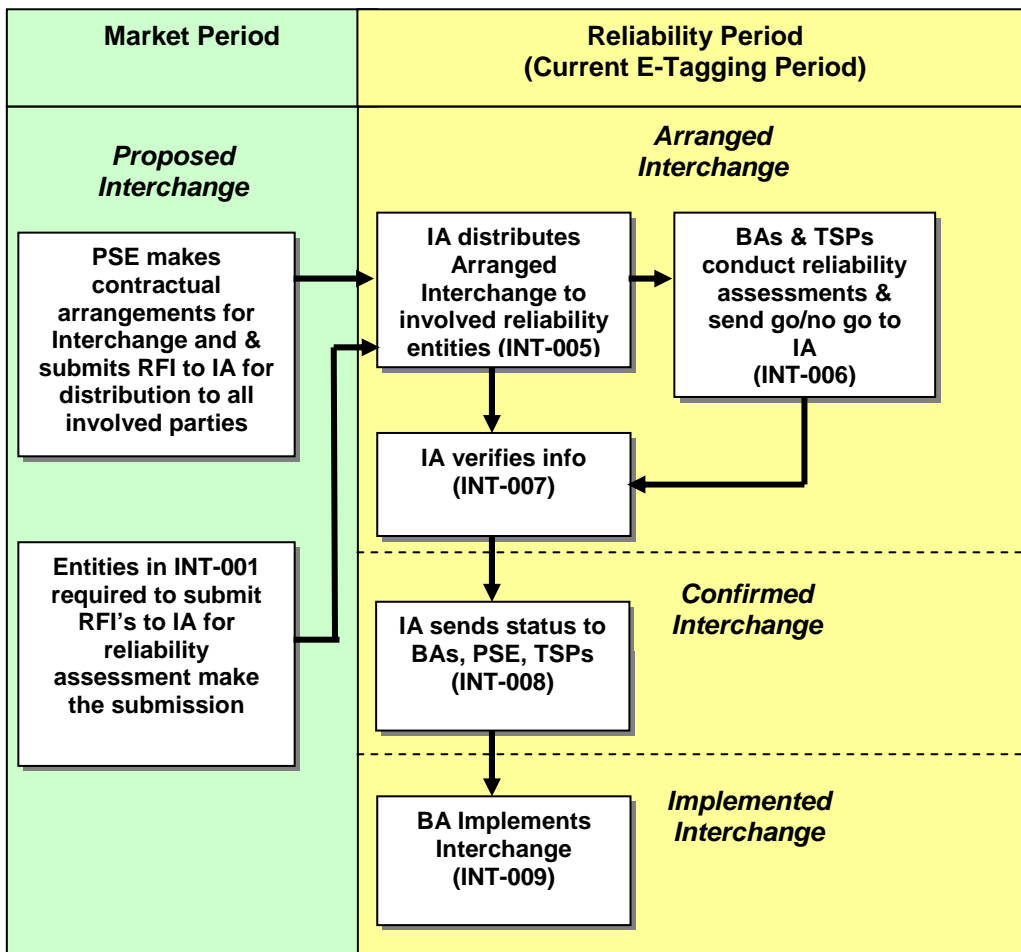 Market Period
Reliability Period
(Current E-Tagging Period)
Proposed
Interchange
Arranged
Interchange
PSE makes
contractual
arrangements for
Interchange and &
submits RFI to IA for
distribution to all
involved parties
IA distributes
Arranged
Interchange to
involved reliability
entities (INT-005)
BAs & TSPs
conduct reliability
assessments &
send go/no go to
IA
(INT-006)
IA verifies info
(INT-007)
Entities in INT-001
required to submit
RFI's to IA for
reliability
assessment make
the submission
Confirmed
Interchange
IA sends status to
BAs, PSE, TSPs
(INT-008)
Implemented
Interchange
BA Implements
Interchange
(INT-009)